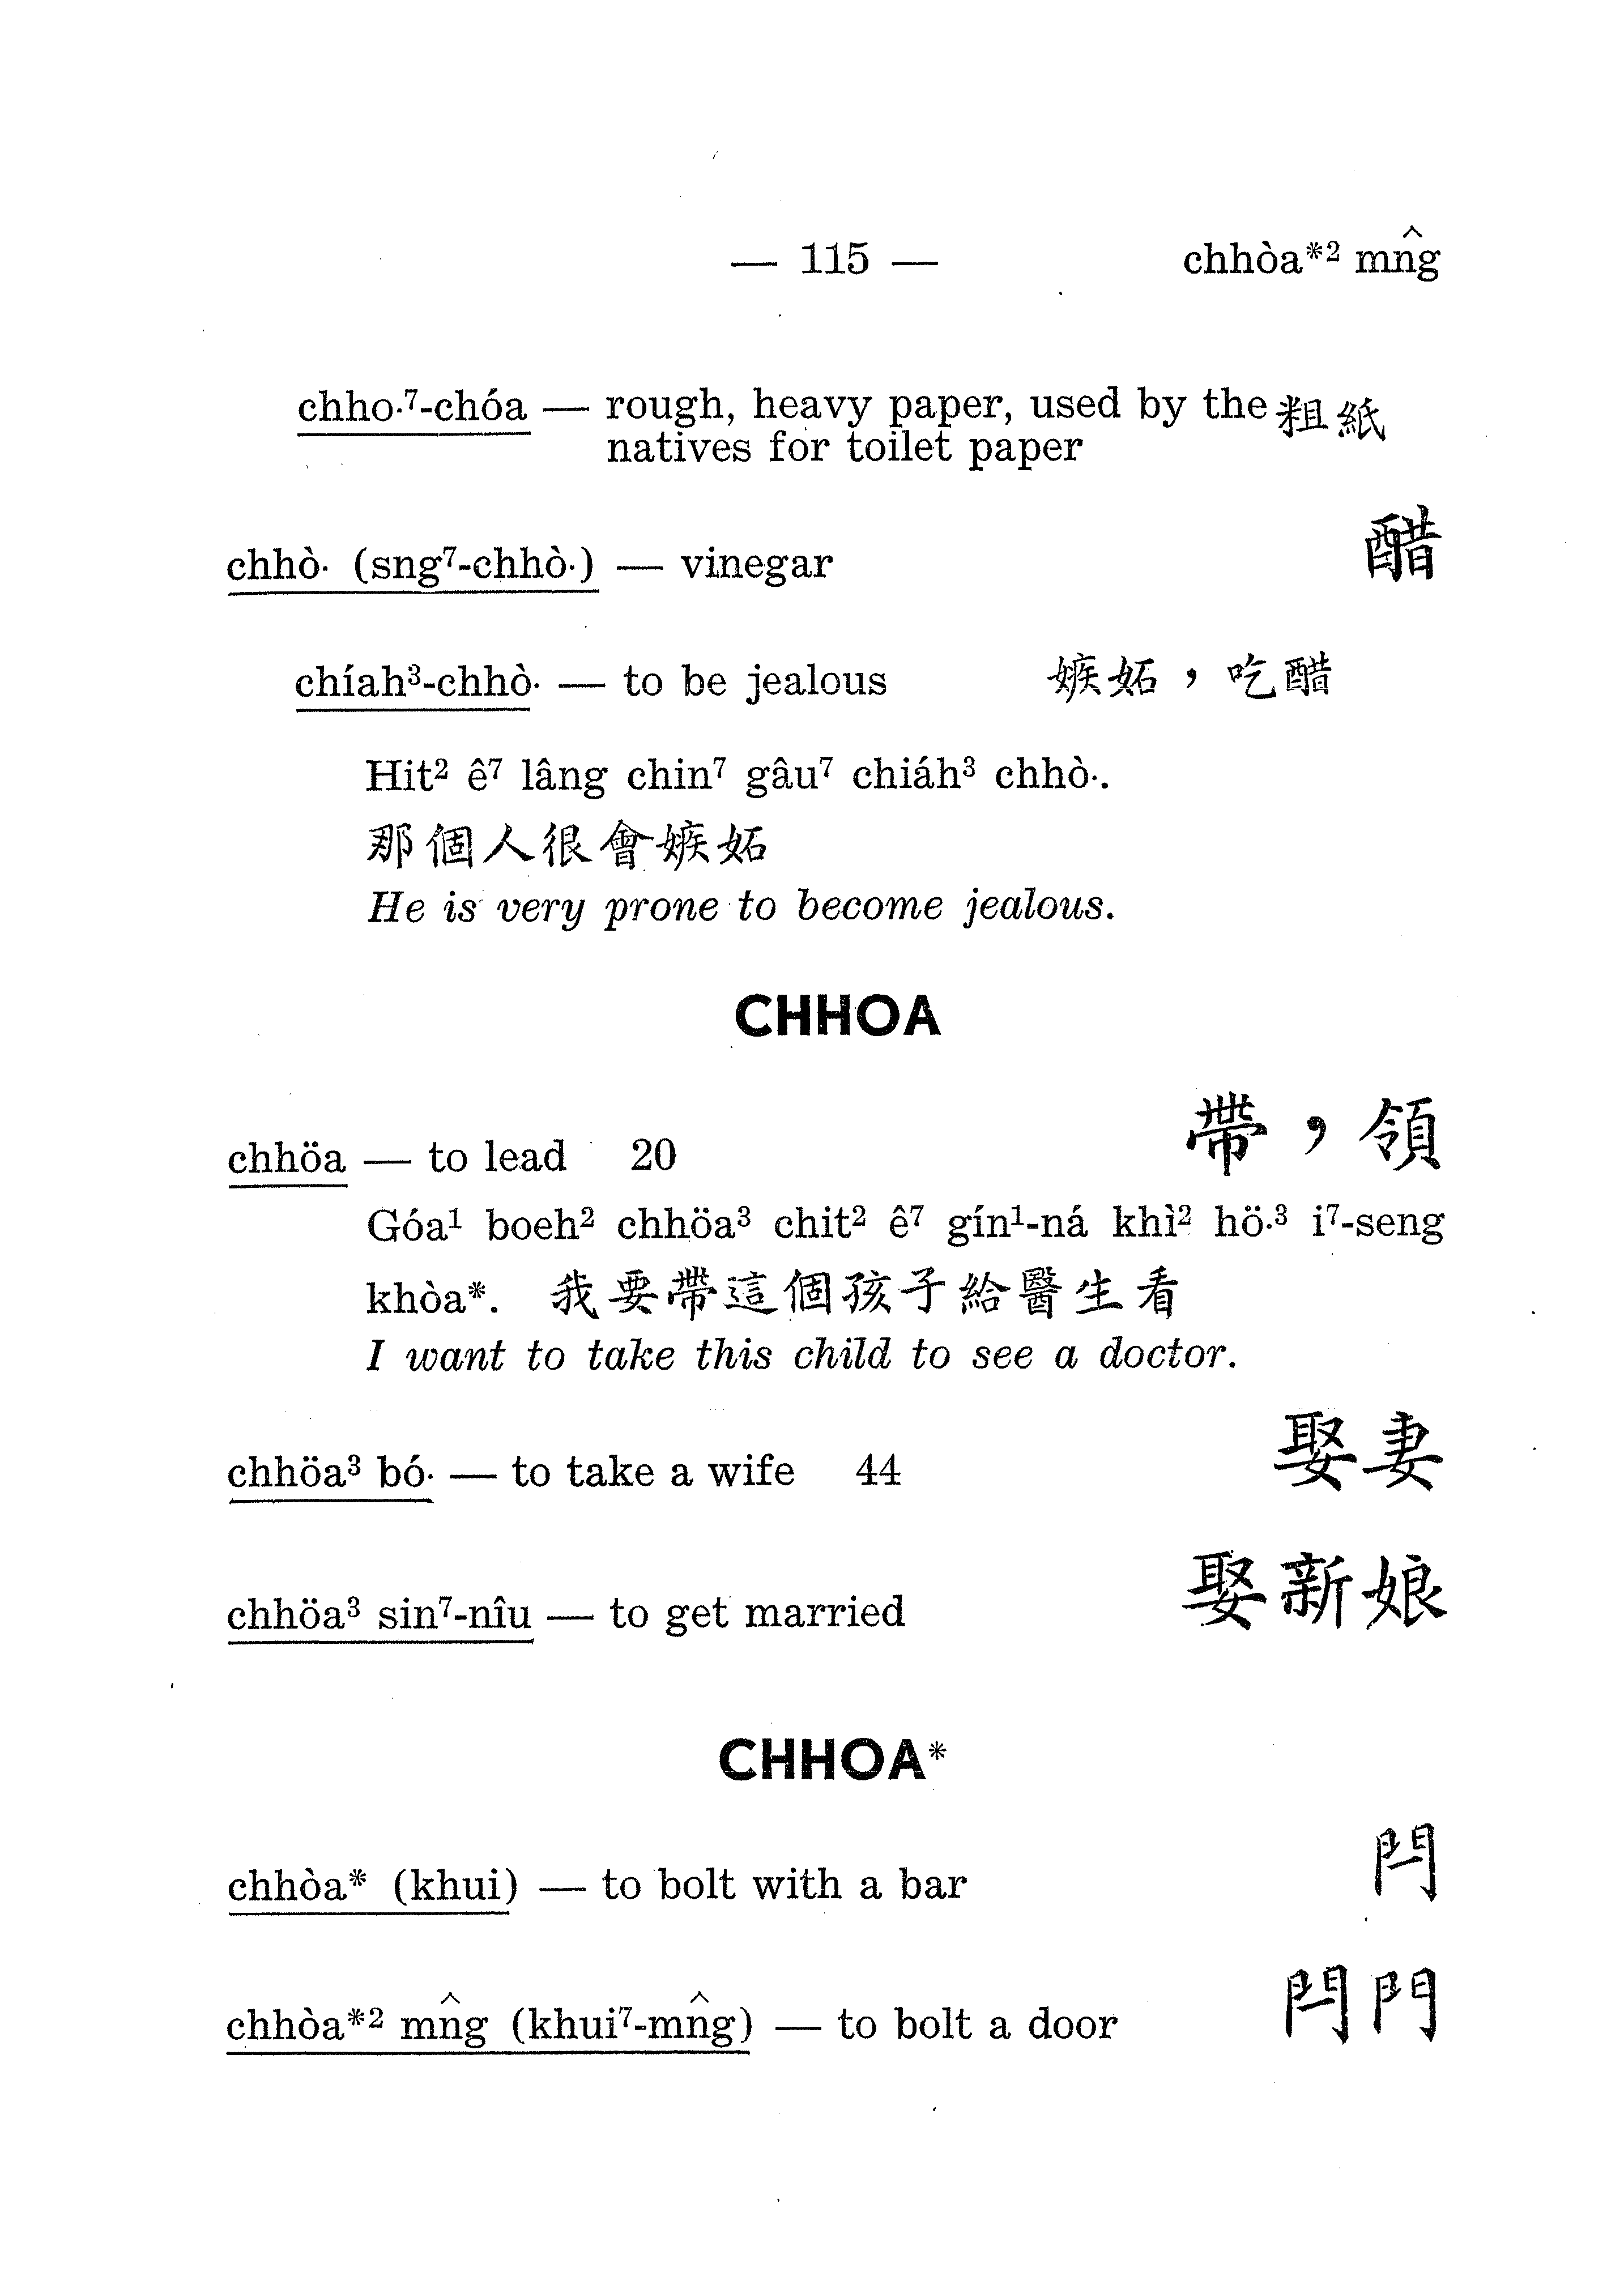 — 115 — chhòa*² mn̂g
chho·⁷-chóa — rough, heavy paper, used by the 粗紙
natives for toilet paper
chhò· (sng⁷-chhò·) — vinegar 醋
chíah³-chhò· — to be jealous 嫉妬，吃醋
Hit² ê⁷ lâng chin⁷ gâu⁷ chiáh³ chhò·.
那個人很會嫉妬
He is very prone to become jealous.
CHHOA
chhöa — to lead 20 帶，領
Góa¹ boeh² chhöa³ chit² ê⁷ gín¹-ná khì² hö·³ i⁷-seng
khòa*. 我要帶這個孩子給醫生看
I want to take this child to see a doctor.
chhöa³ bó· — to take a wife 44 娶妻
chhöa³ sin⁷-nîu — to get married 娶新娘
CHHOA*
chhòa* (khui) — to bolt with a bar 閂
chhòa*² mn̂g (khui⁷-mn̂g) — to bolt a door 閂門